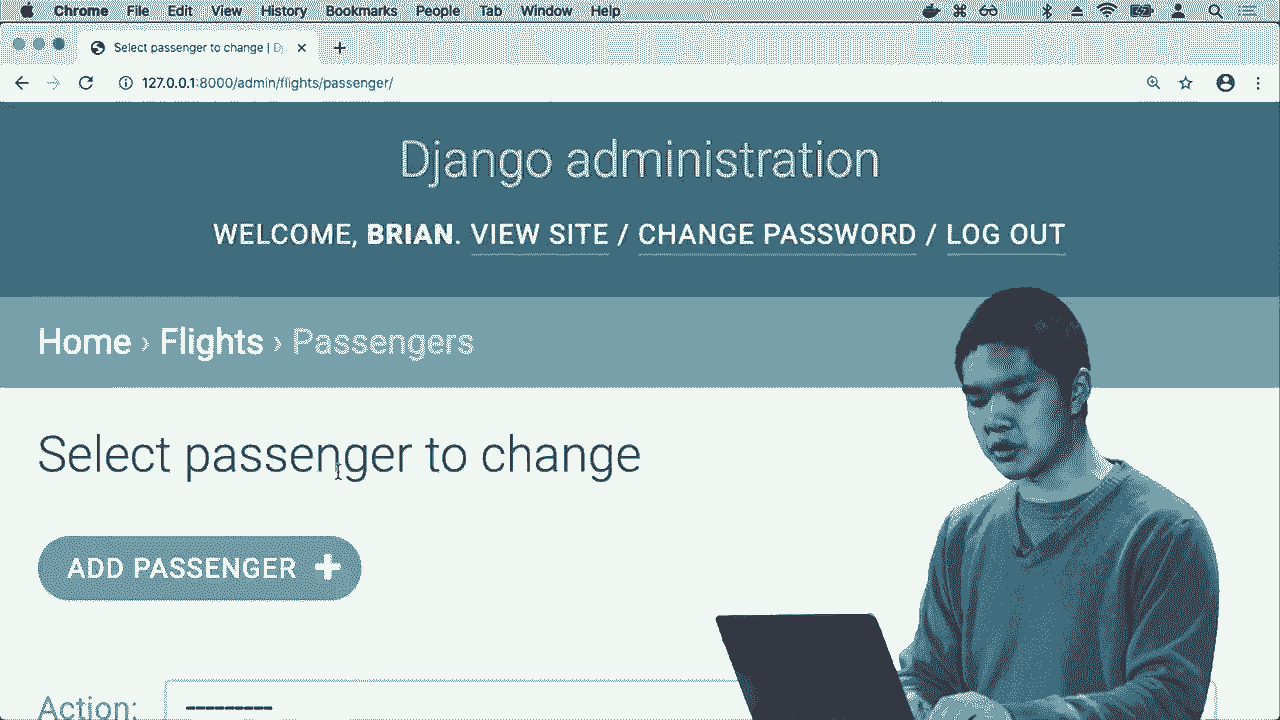 Chrome File Edit View History Bookmarks People Tab Window Help
Select passenger to change | Dj
127.0.0.1:8000/admin/flights/passenger/
Django administration
WELCOME, BRIAN. VIEW SITE / CHANGE PASSWORD / LOG OUT
Home › Flights › Passengers
Select passenger to change
ADD PASSENGER +
Action: ---------